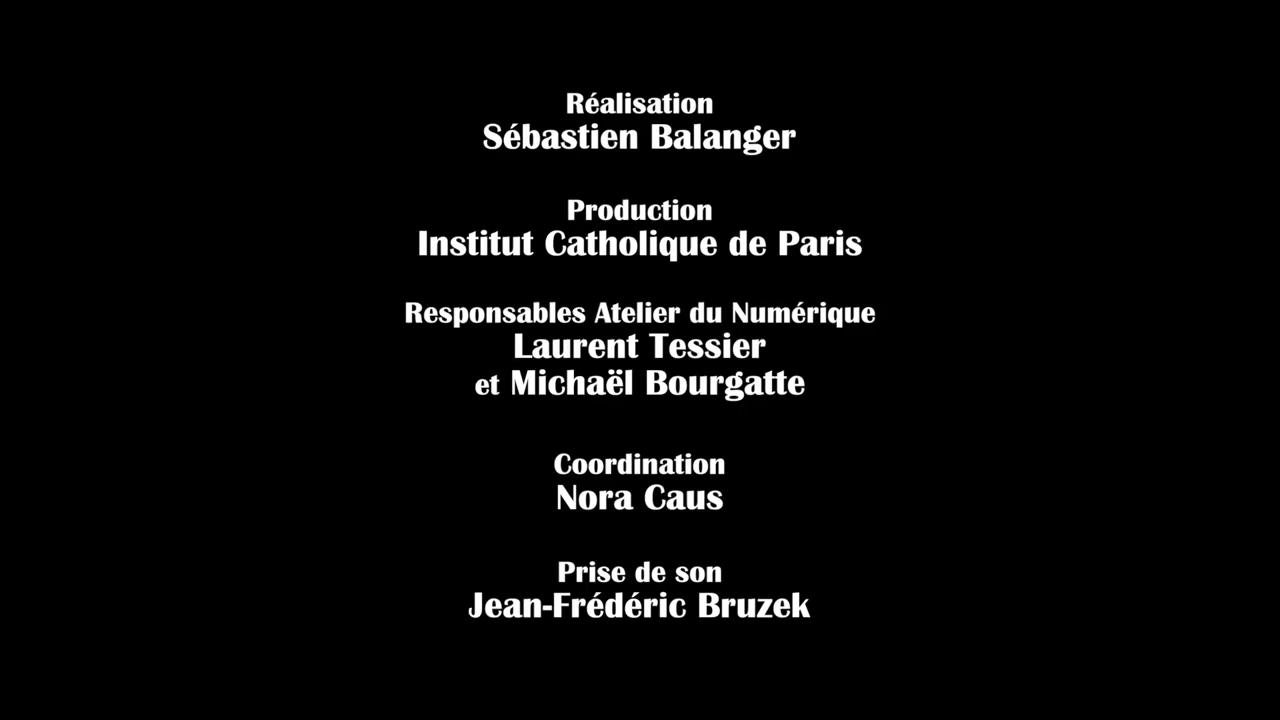 Réalisation
Sébastien Balanger
Production
Institut Catholique de Paris
Responsables Atelier du Numérique
Laurent Tessier
et Michaël Bourgatte
Coordination
Nora Caus
Prise de son
Jean-Frédéric Bruzek